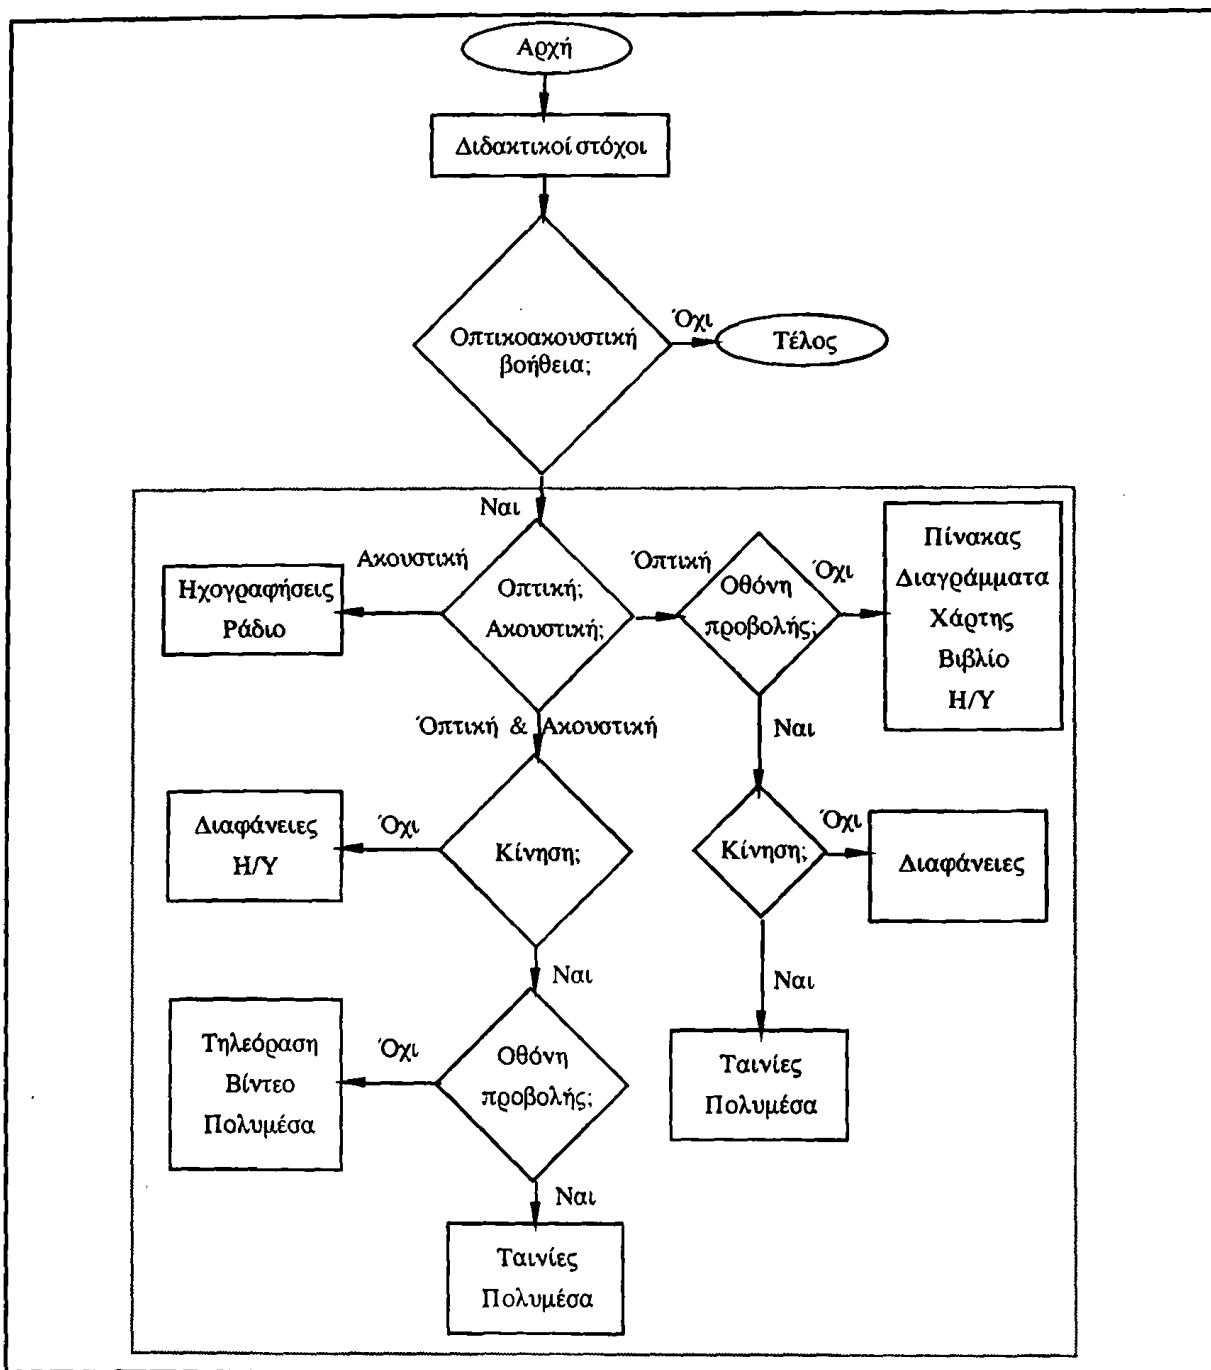 Αρχή
Διδακτικοί στόχοι
Οπτικοακουστική
βοήθεια;
Όχι
Τέλος
Ναι
Ακουστική
Ηχογραφήσεις
Ράδιο
Οπτική;
Ακουστική;
Όπτική
Οθόνη
προβολής;
Όχι
Πίνακας
Διαγράμματα
Χάρτης
Βιβλίο
Η/Υ
Όπτική & Ακουστική
Ναι
Διαφάνειες
Η/Υ
Όχι
Κίνηση;
Κίνηση;
Όχι
Διαφάνειες
Ναι
Ναι
Τηλεόραση
Βίντεο
Πολυμέσα
Όχι
Οθόνη
προβολής;
Ταινίες
Πολυμέσα
Ναι
Ταινίες
Πολυμέσα